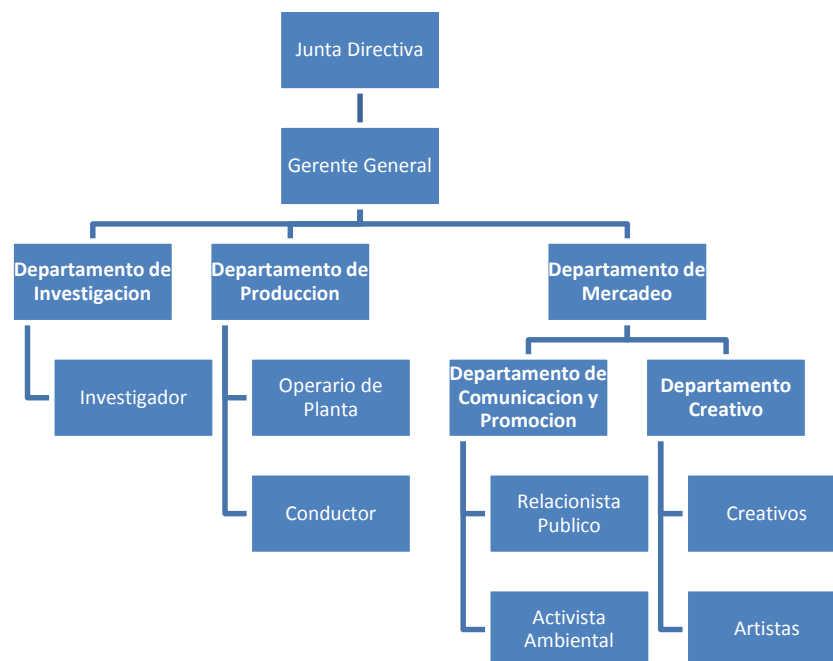 Junta Directiva
Gerente General
Departamento de
Investigacion
Departamento de
Produccion
Departamento de
Mercadeo
Investigador
Operario de
Planta
Departamento de
Comunicacion y
Promocion
Departamento
Creativo
Conductor
Relacionista
Publico
Creativos
Activista
Ambiental
Artistas